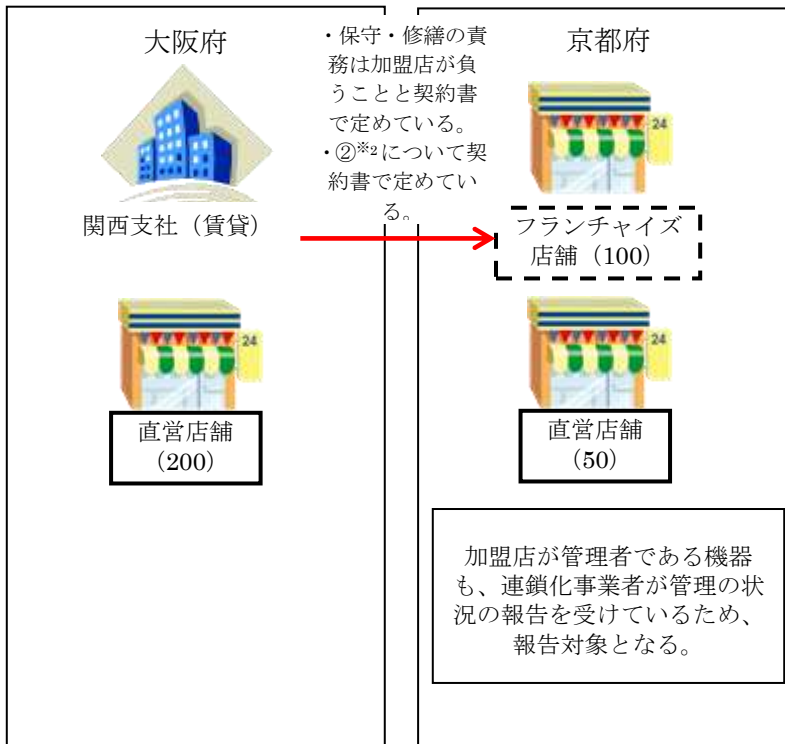 大阪府
・保守・修繕の責
務は加盟店が負
うことと契約書
で定めている。
・②※2について契
約書で定めてい
る。
京都府
24
関西支社（賃貸）
フランチャイズ
店舗（100）
24
直営店舗
（200）
24
直営店舗
（50）
加盟店が管理者である機器
も、連鎖化事業者が管理の状
況の報告を受けているため、
報告対象となる。